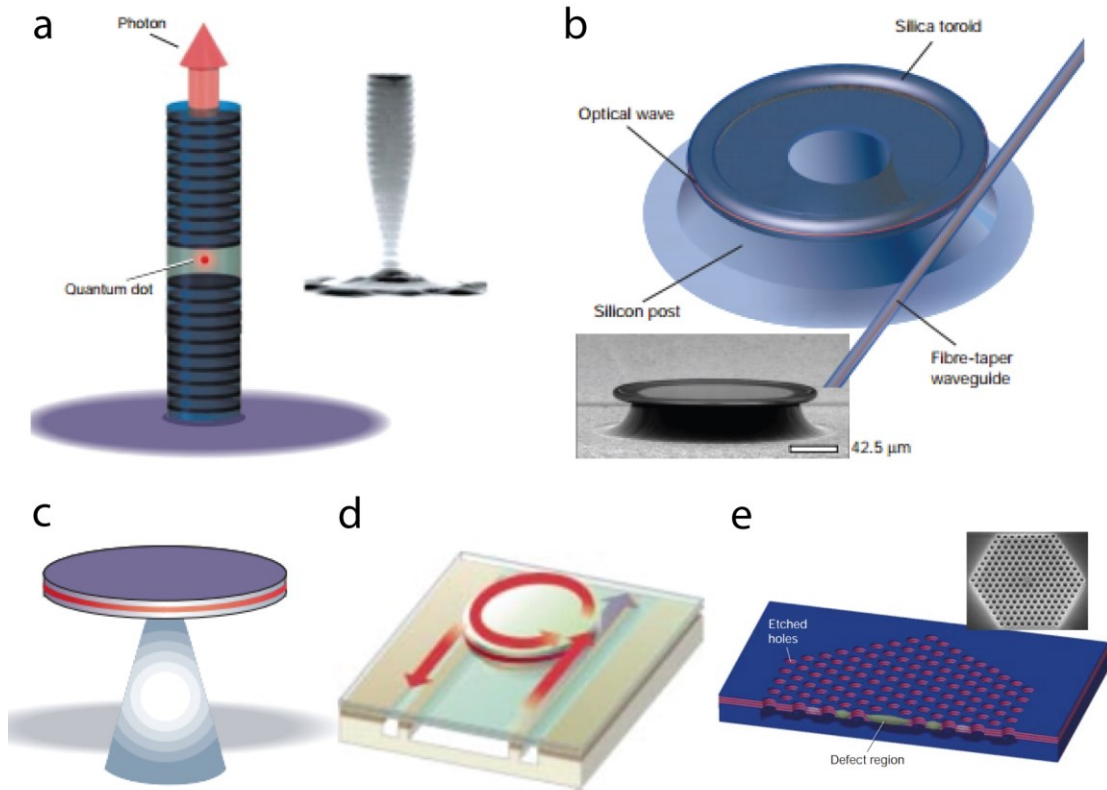 a
Photon
Quantum dot
b
Silica toroid
Optical wave
Silicon post
Fibre-taper
waveguide
42.5 µm
c
d
e
Etched
holes
Defect region